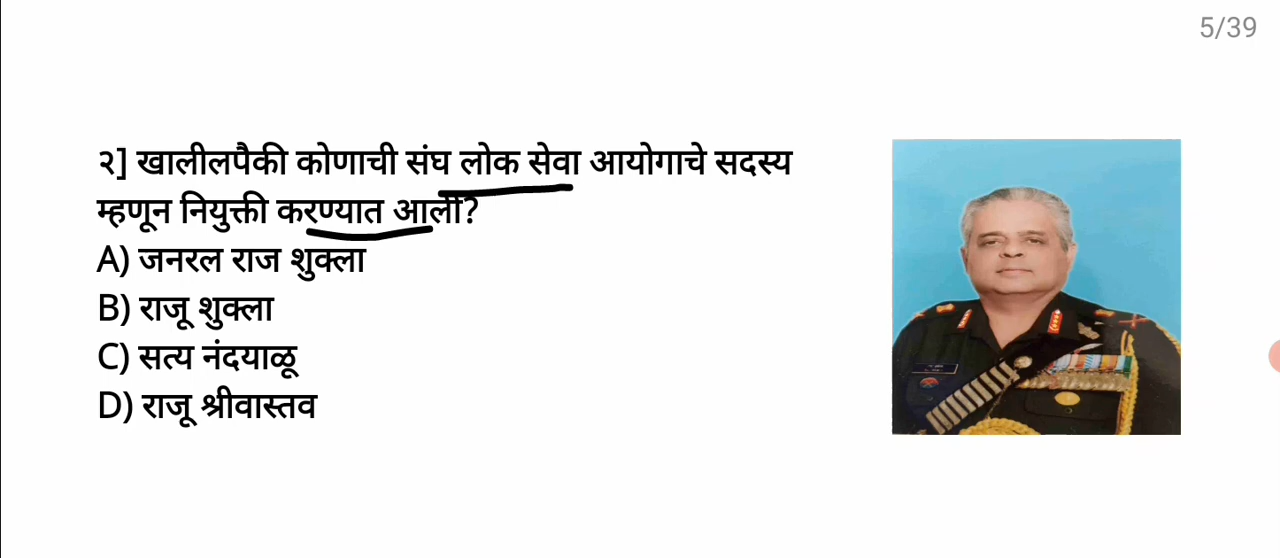 5/39
२] खालीलपैकी कोणाची संघ लोक सेवा आयोगाचे सदस्य
म्हणून नियुक्ती करण्यात आली?
A) जनरल राज शुक्ला
B) राजू शुक्ला
C) सत्य नंदयाळू
D) राजू श्रीवास्तव